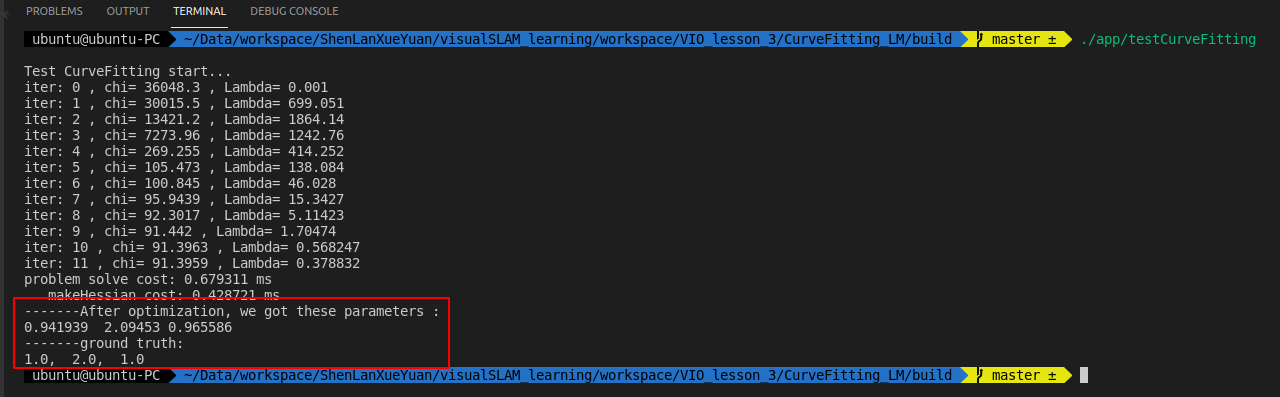 PROBLEMS OUTPUT TERMINAL DEBUG CONSOLE
ubuntu@ubuntu-PC ~/Data/workspace/ShenLanXueYuan/visualSLAM_learning/workspace/VIO_lesson_3/CurveFitting_LM/build master ± ./app/testCurveFitting
Test CurveFitting start...
iter: 0 , chi= 36048.3 , Lambda= 0.001
iter: 1 , chi= 30015.5 , Lambda= 699.051
iter: 2 , chi= 13421.2 , Lambda= 1864.14
iter: 3 , chi= 7273.96 , Lambda= 1242.76
iter: 4 , chi= 269.255 , Lambda= 414.252
iter: 5 , chi= 105.473 , Lambda= 138.084
iter: 6 , chi= 100.845 , Lambda= 46.028
iter: 7 , chi= 95.9439 , Lambda= 15.3427
iter: 8 , chi= 92.3017 , Lambda= 5.11423
iter: 9 , chi= 91.442 , Lambda= 1.70474
iter: 10 , chi= 91.3963 , Lambda= 0.568247
iter: 11 , chi= 91.3959 , Lambda= 0.378832
problem solve cost: 0.679311 ms
makeHessian cost: 0.428721 ms
-------After optimization, we got these parameters :
0.941939 2.09453 0.965586
-------ground truth:
1.0, 2.0, 1.0
ubuntu@ubuntu-PC ~/Data/workspace/ShenLanXueYuan/visualSLAM_learning/workspace/VIO_lesson_3/CurveFitting_LM/build master ±